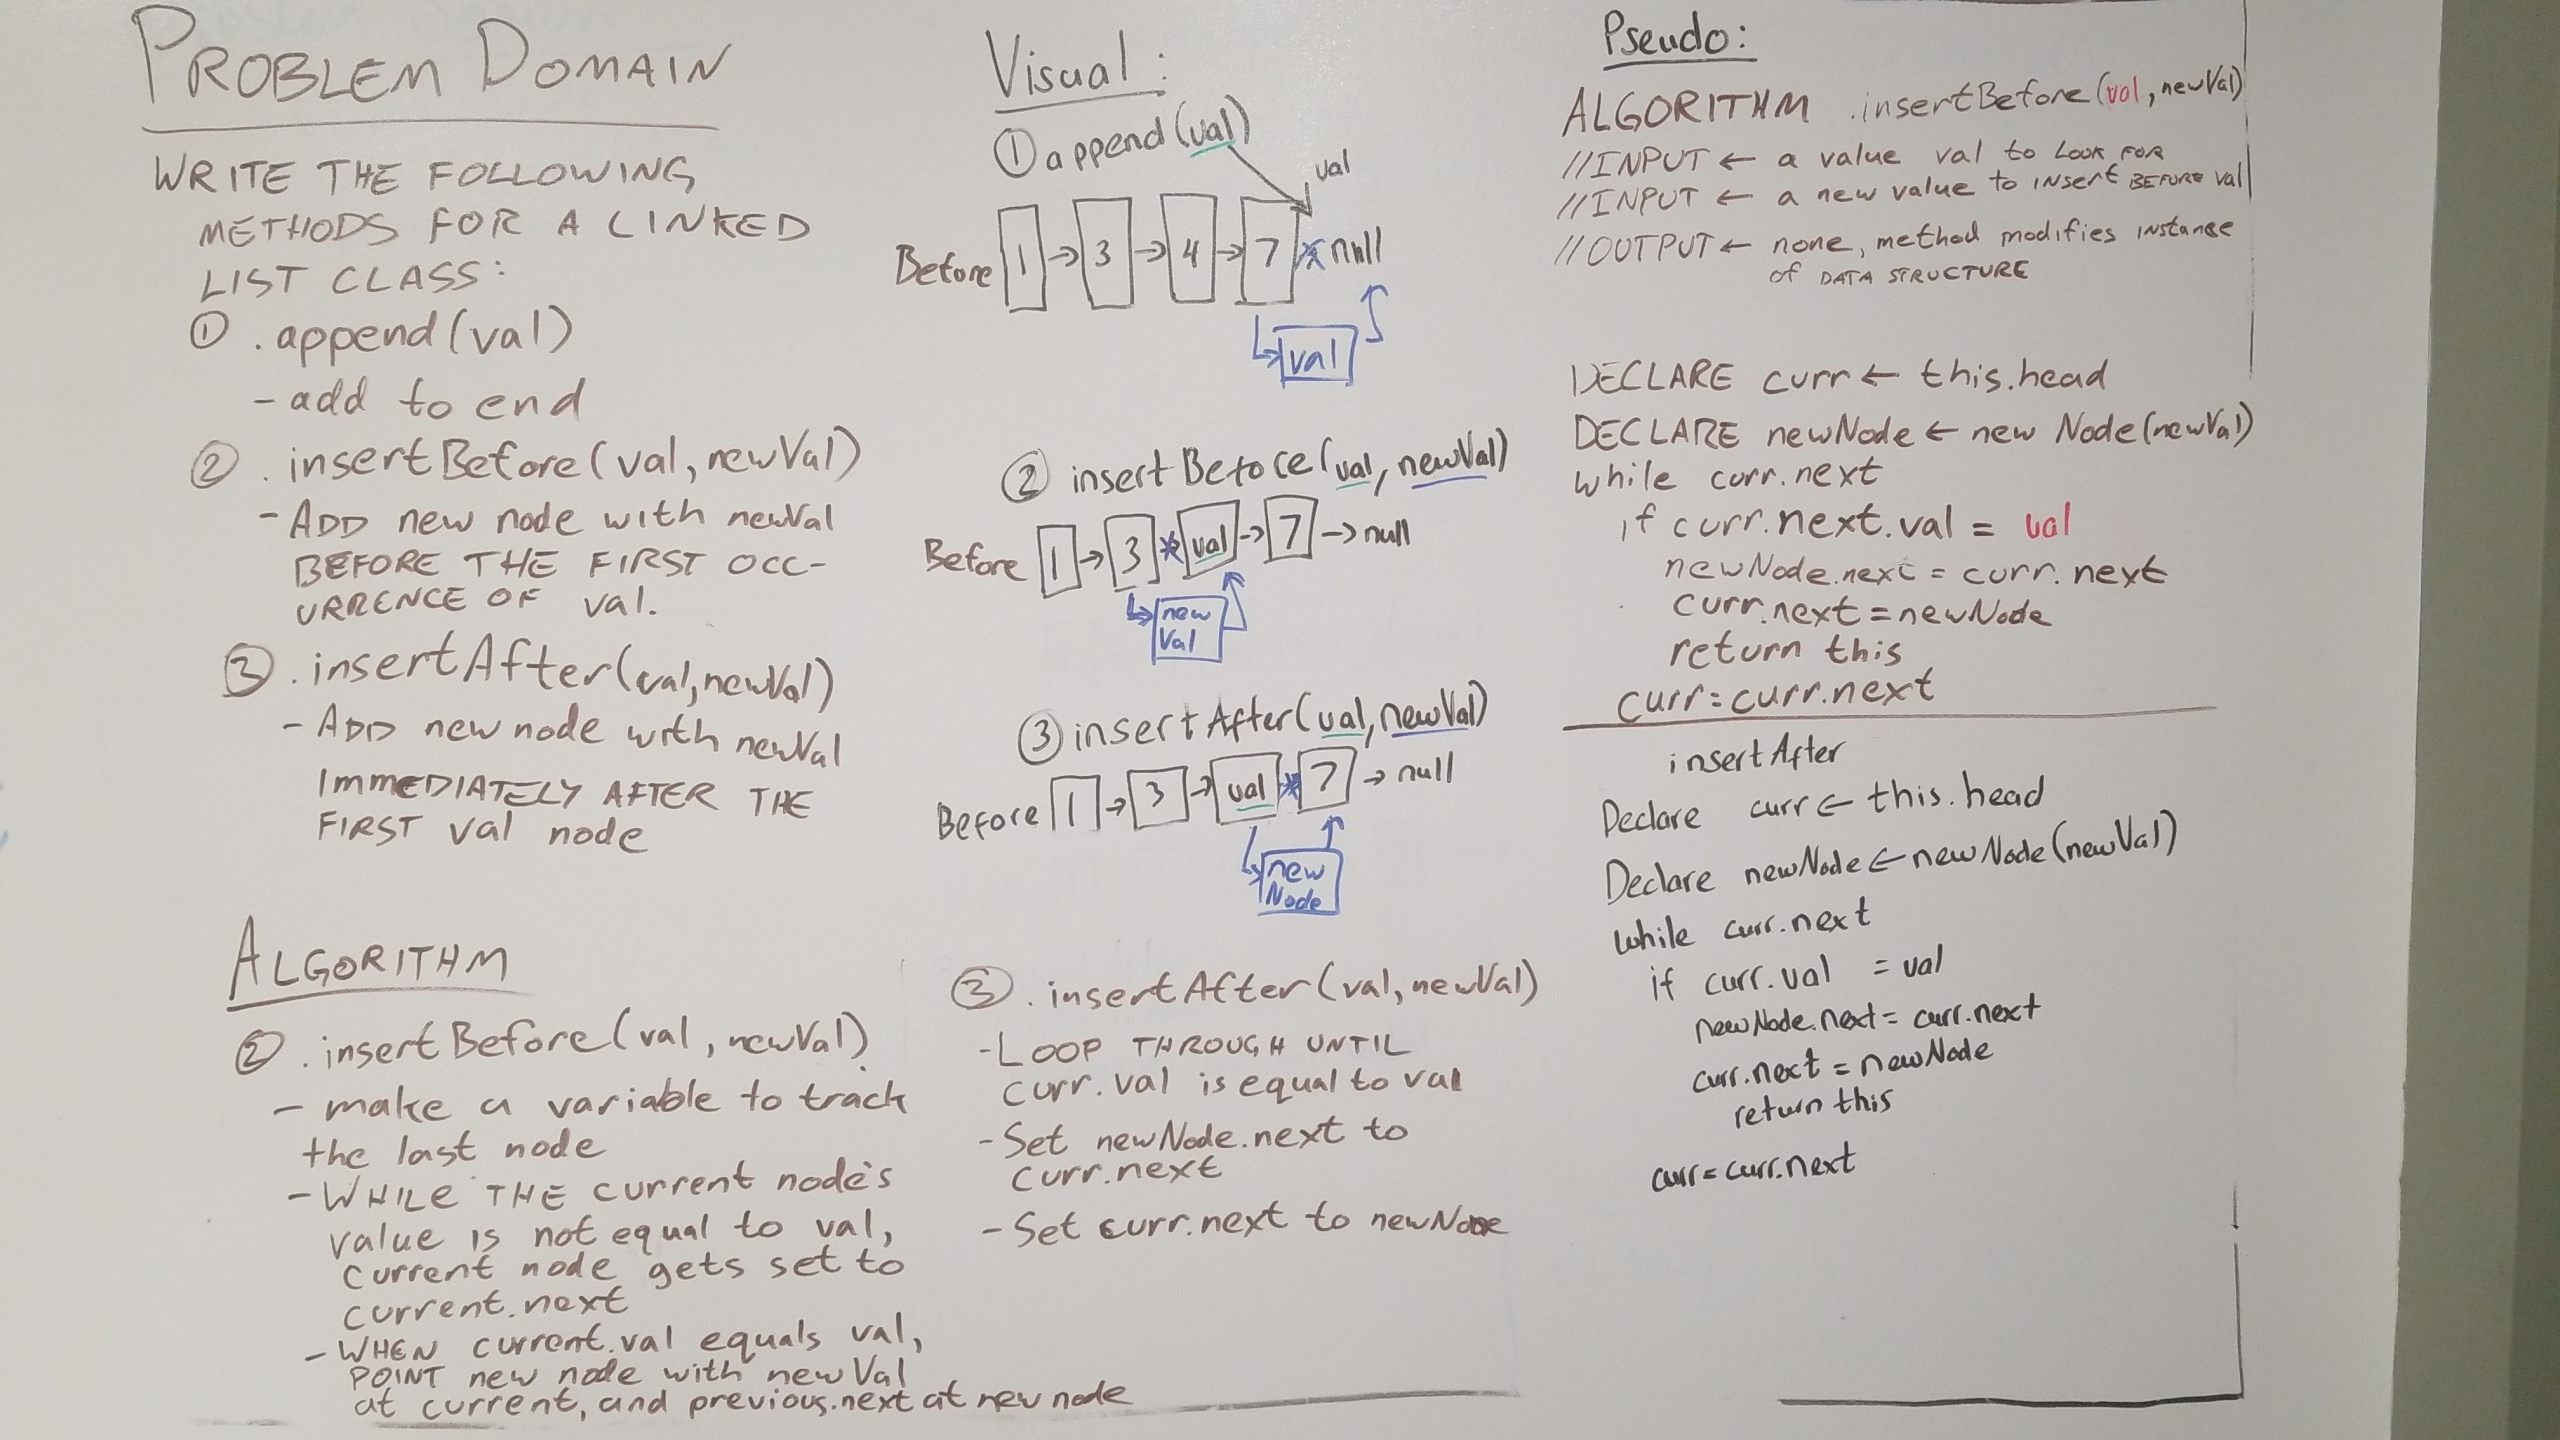 PROBLEM DOMAIN
WRITE THE FOLLOWING
METHODS FOR A LINKED
LIST CLASS:
① .append(val)
- add to end
② .insertBefore(val, newVal)
- ADD new node with newVal
BEFORE THE FIRST OCC-
URRENCE OF val.
③ .insertAfter(val, newVal)
- ADD new node with newVal
IMMEDIATELY AFTER THE
FIRST val node
ALGORITHM
② .insertBefore(val, newVal)
- make a variable to track
the last node
- WHILE THE current node's
value is not equal to val,
current node gets set to
current.next
- WHEN current.val equals val,
POINT new node with newVal
at current, and previous.next at new node
Visual:
① append(val)
val
Before 1 → 3 → 4 → 7 null
val
② insertBefore(val, newVal)
Before 1 → 3 val → 7 → null
new
Val
③ insertAfter(val, newVal)
Before 1 → 3 → val 7 → null
new
Node
③ .insertAfter(val, newVal)
- LOOP THROUGH UNTIL
curr.val is equal to val
- Set newNode.next to
curr.next
- Set curr.next to newNode
Pseudo:
ALGORITHM .insertBefore(val, newVal)
//INPUT ← a value val to LOOK FOR
//INPUT ← a new value to INSert BEFORE val
//OUTPUT ← none, method modifies INstance
of DATA STRUCTURE
DECLARE curr ← this.head
DECLARE newNode ← new Node(newVal)
while curr.next
if curr.next.val = val
newNode.next = curr.next
curr.next = newNode
return this
curr = curr.next
insertAfter
Declare curr ← this.head
Declare newNode ← newNode(newVal)
while curr.next
if curr.val = val
newNode.next = curr.next
curr.next = newNode
return this
curr = curr.next